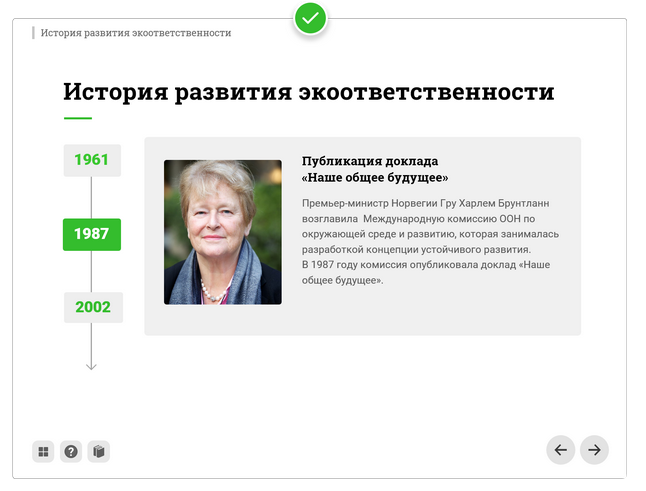 История развития экоответственности
История развития экоответственности
1961
1987
2002
Публикация доклада
«Наше общее будущее»
Премьер-министр Норвегии Гру Харлем Брунтланн
возглавила Международную комиссию ООН по
окружающей среде и развитию, которая занималась
разработкой концепции устойчивого развития.
В 1987 году комиссия опубликовала доклад «Наше
общее будущее».
?